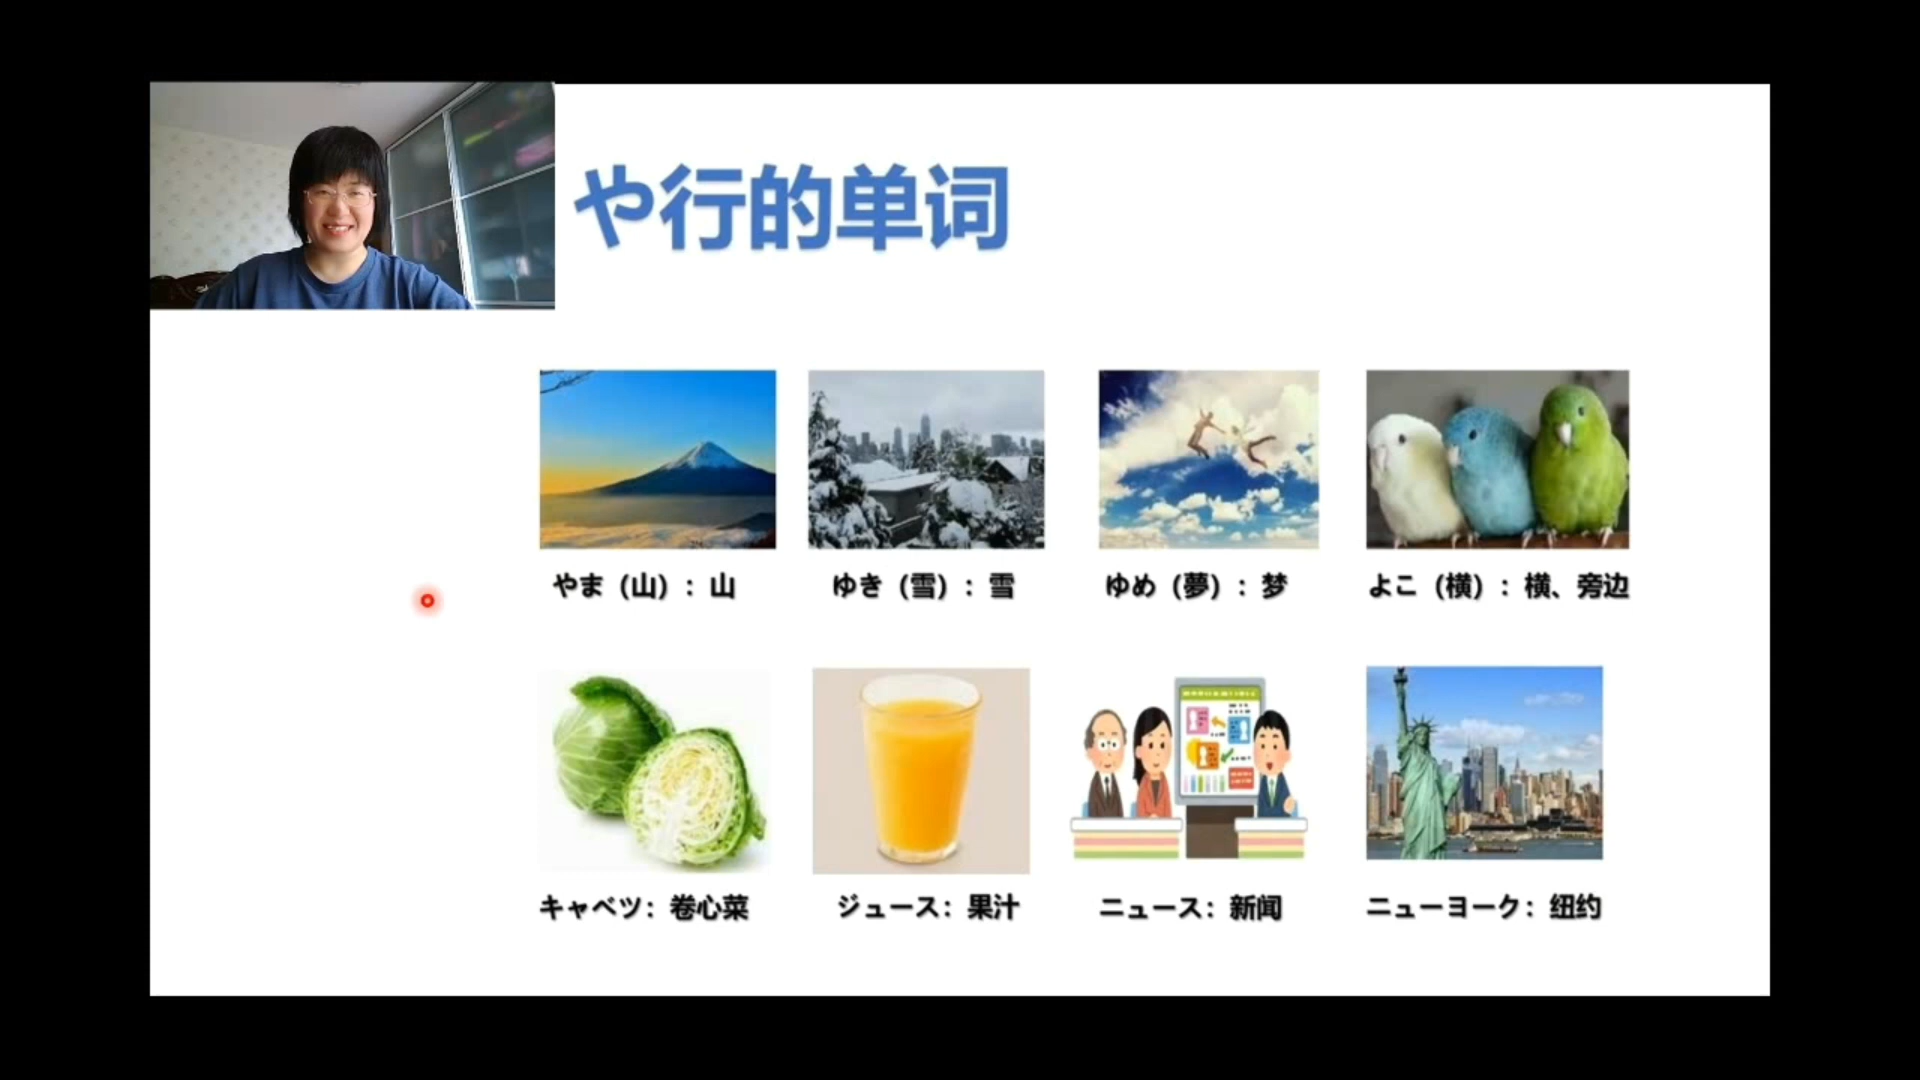 や行的单词
やま（山）：山
ゆき（雪）：雪
ゆめ（夢）：梦
よこ（横）：横、旁边
キャベツ：卷心菜
ジュース：果汁
ニュース：新闻
ニューヨーク：纽约